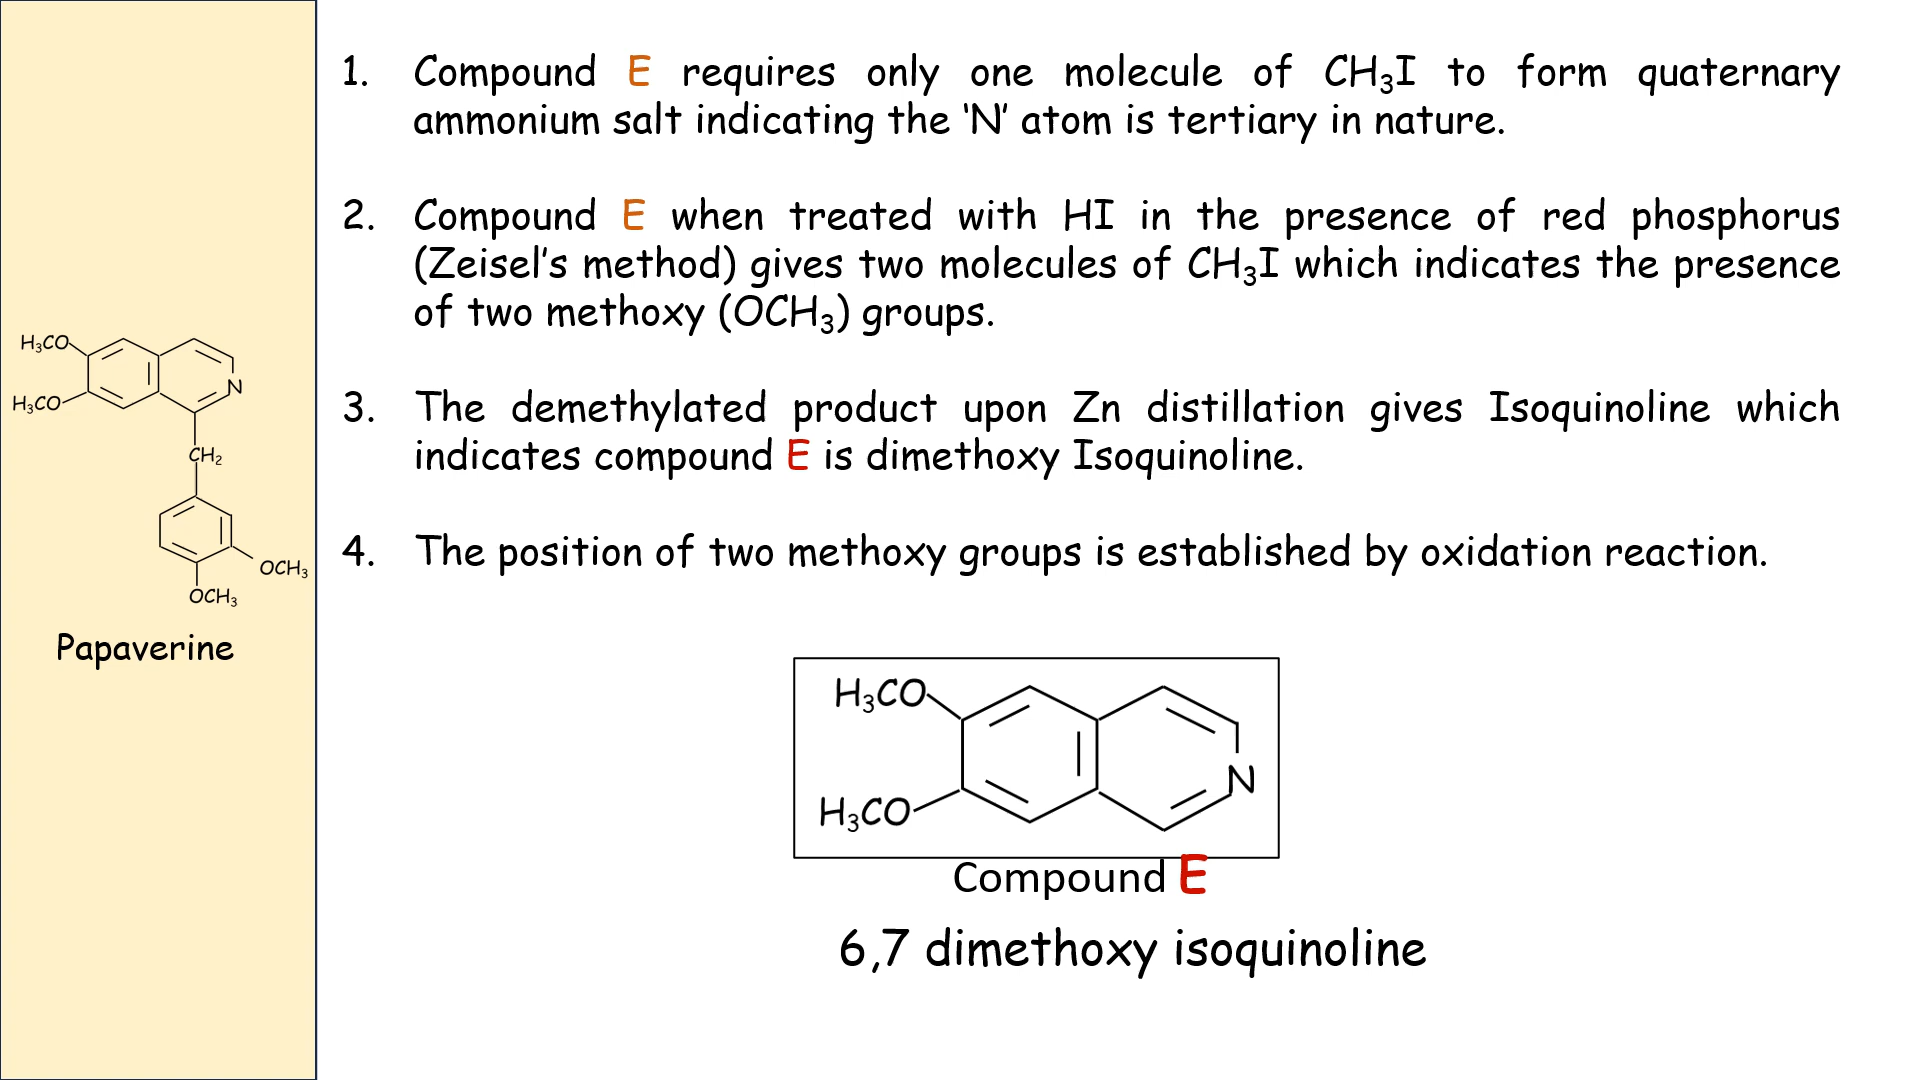 1. Compound E requires only one molecule of CH₃I to form quaternary
ammonium salt indicating the ‘N’ atom is tertiary in nature.
2. Compound E when treated with HI in the presence of red phosphorus
(Zeisel’s method) gives two molecules of CH₃I which indicates the presence
of two methoxy (OCH₃) groups.
3. The demethylated product upon Zn distillation gives Isoquinoline which
indicates compound E is dimethoxy Isoquinoline.
4. The position of two methoxy groups is established by oxidation reaction.
H₃CO
N
H₃CO
CH₂
OCH₃
OCH₃
Papaverine
H₃CO
N
H₃CO
Compound E
6,7 dimethoxy isoquinoline